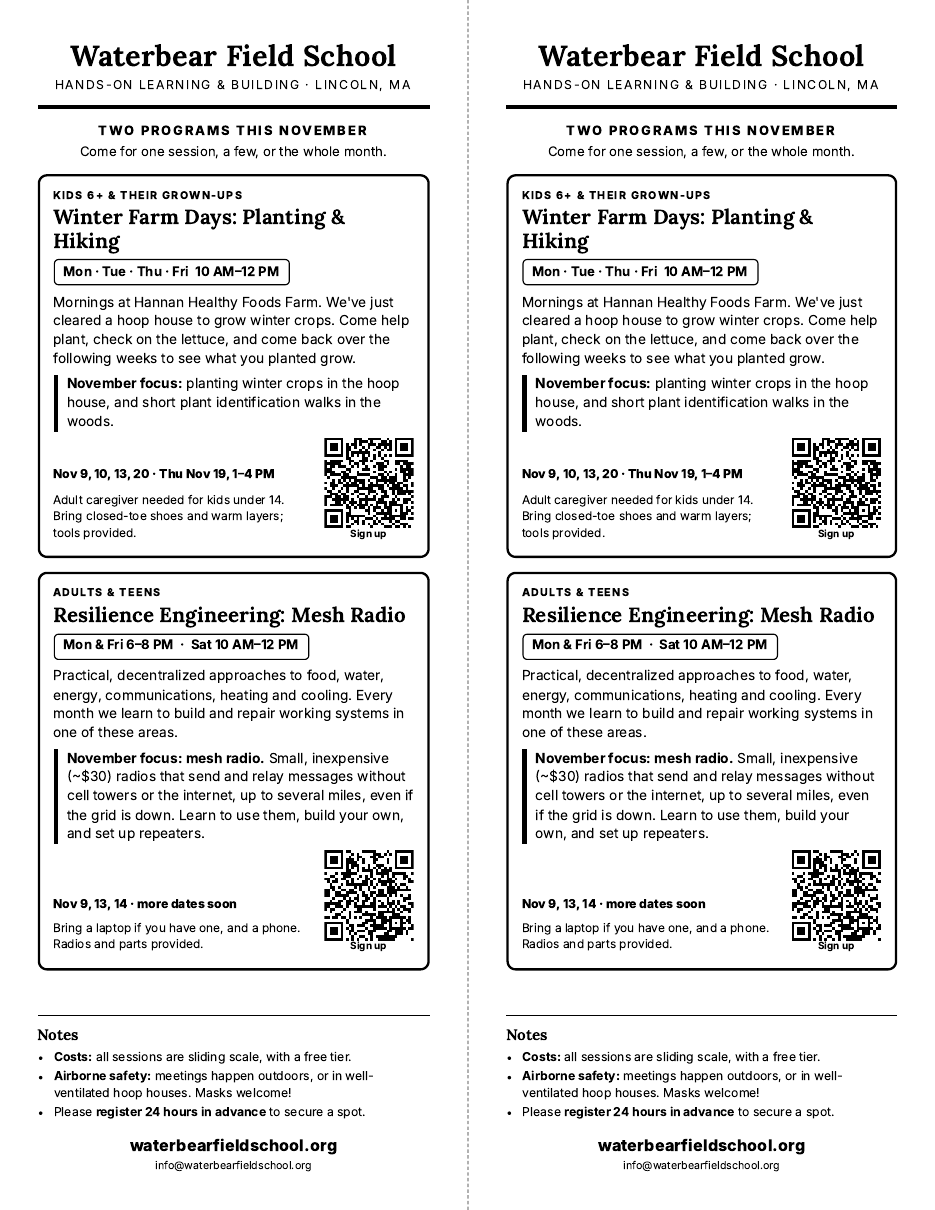 Waterbear Field School
HANDS-ON LEARNING & BUILDING · LINCOLN, MA
TWO PROGRAMS THIS NOVEMBER
Come for one session, a few, or the whole month.
KIDS 6+ & THEIR GROWN-UPS
Winter Farm Days: Planting &
Hiking
Mon · Tue · Thu · Fri 10 AM–12 PM
Mornings at Hannan Healthy Foods Farm. We've just
cleared a hoop house to grow winter crops. Come help
plant, check on the lettuce, and come back over the
following weeks to see what you planted grow.
November focus: planting winter crops in the hoop
house, and short plant identification walks in the
woods.
Nov 9, 10, 13, 20 · Thu Nov 19, 1–4 PM
Adult caregiver needed for kids under 14.
Bring closed-toe shoes and warm layers;
tools provided.
Sign up
ADULTS & TEENS
Resilience Engineering: Mesh Radio
Mon & Fri 6–8 PM · Sat 10 AM–12 PM
Practical, decentralized approaches to food, water,
energy, communications, heating and cooling. Every
month we learn to build and repair working systems in
one of these areas.
November focus: mesh radio. Small, inexpensive
(~$30) radios that send and relay messages without
cell towers or the internet, up to several miles, even if
the grid is down. Learn to use them, build your own,
and set up repeaters.
Nov 9, 13, 14 · more dates soon
Bring a laptop if you have one, and a phone.
Radios and parts provided.
Sign up
Notes
• Costs: all sessions are sliding scale, with a free tier.
• Airborne safety: meetings happen outdoors, or in well-
ventilated hoop houses. Masks welcome!
• Please register 24 hours in advance to secure a spot.
waterbearfieldschool.org
info@waterbearfieldschool.org
Waterbear Field School
HANDS-ON LEARNING & BUILDING · LINCOLN, MA
TWO PROGRAMS THIS NOVEMBER
Come for one session, a few, or the whole month.
KIDS 6+ & THEIR GROWN-UPS
Winter Farm Days: Planting &
Hiking
Mon · Tue · Thu · Fri 10 AM–12 PM
Mornings at Hannan Healthy Foods Farm. We've just
cleared a hoop house to grow winter crops. Come help
plant, check on the lettuce, and come back over the
following weeks to see what you planted grow.
November focus: planting winter crops in the hoop
house, and short plant identification walks in the
woods.
Nov 9, 10, 13, 20 · Thu Nov 19, 1–4 PM
Adult caregiver needed for kids under 14.
Bring closed-toe shoes and warm layers;
tools provided.
Sign up
ADULTS & TEENS
Resilience Engineering: Mesh Radio
Mon & Fri 6–8 PM · Sat 10 AM–12 PM
Practical, decentralized approaches to food, water,
energy, communications, heating and cooling. Every
month we learn to build and repair working systems in
one of these areas.
November focus: mesh radio. Small, inexpensive
(~$30) radios that send and relay messages without
cell towers or the internet, up to several miles, even
if the grid is down. Learn to use them, build your
own, and set up repeaters.
Nov 9, 13, 14 · more dates soon
Bring a laptop if you have one, and a phone.
Radios and parts provided.
Sign up
Notes
• Costs: all sessions are sliding scale, with a free tier.
• Airborne safety: meetings happen outdoors, or in well-
ventilated hoop houses. Masks welcome!
• Please register 24 hours in advance to secure a spot.
waterbearfieldschool.org
info@waterbearfieldschool.org